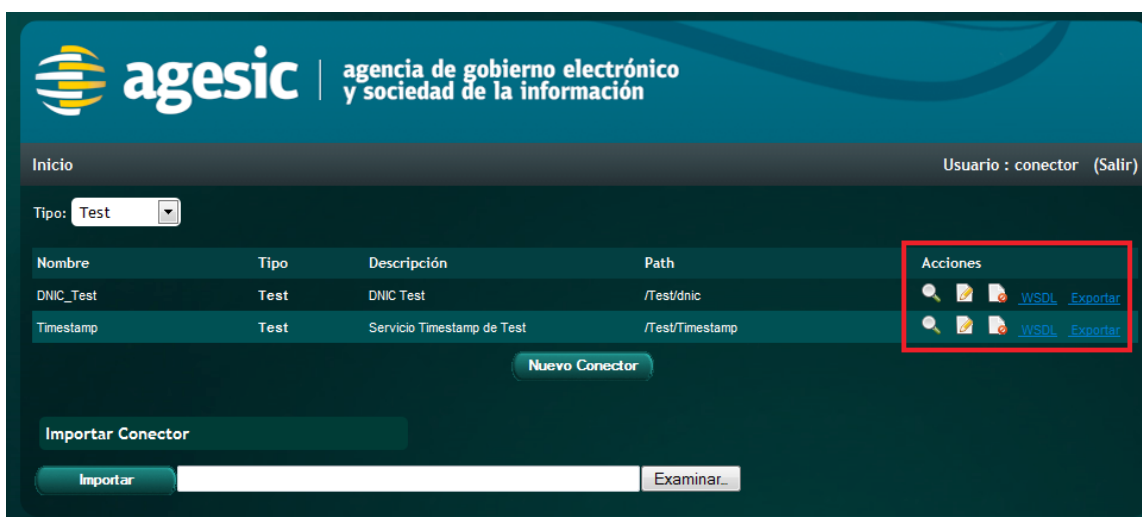 agesic
agencia de gobierno electrónico
y sociedad de la información
Inicio Usuario : conector (Salir)
Tipo: Test
Nombre Tipo Descripción Path Acciones
DNIC_Test Test DNIC Test /Test/dnic WSDL Exportar
Timestamp Test Servicio Timestamp de Test /Test/Timestamp WSDL Exportar
Nuevo Conector
Importar Conector
Importar Examinar...